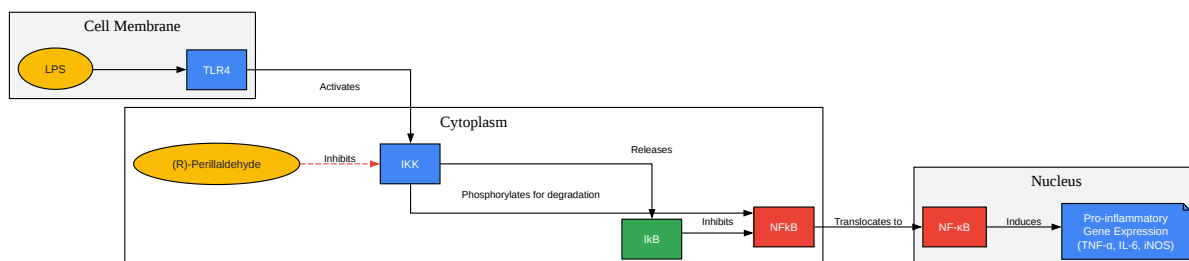 Cell Membrane
LPS
TLR4
Activates
Cytoplasm
(R)-Perillaldehyde
Inhibits
IKK
Releases
Phosphorylates for degradation
IkB
Inhibits
NFkB
Translocates to
Nucleus
NF-κB
Induces
Pro-inflammatory
Gene Expression
(TNF-α, IL-6, iNOS)